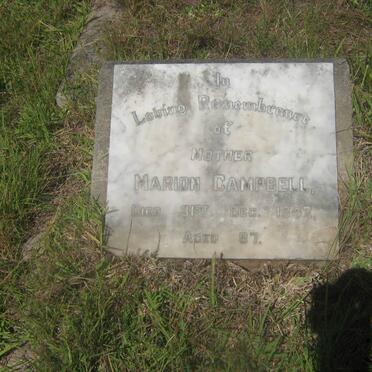 In
Loving Remembrance
of
MOTHER
MARION CAMPBELL,
DIED 31ST. DEC.
AGED 87.